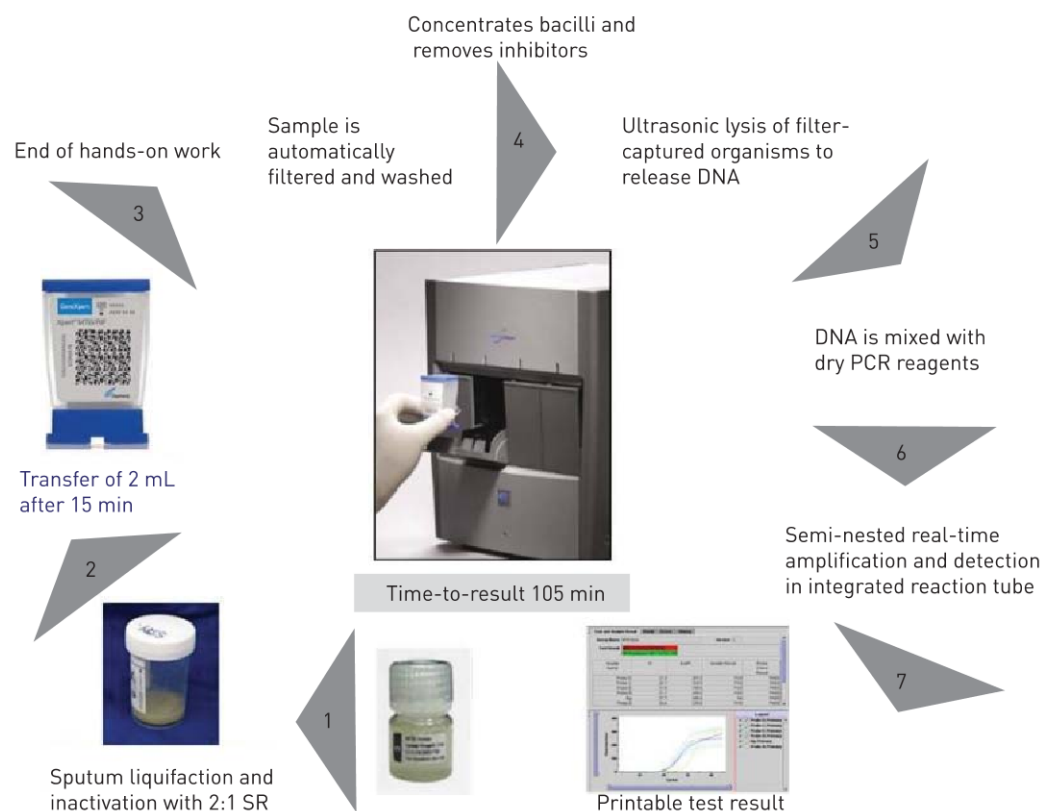 Concentrates bacilli and
removes inhibitors
4
Sample is
automatically
filtered and washed
Ultrasonic lysis of filter-
captured organisms to
release DNA
End of hands-on work
3
5
GeneXpert
DNA is mixed with
dry PCR reagents
6
Transfer of 2 mL
after 15 min
2
Semi-nested real-time
amplification and detection
in integrated reaction tube
Time-to-result 105 min
1
7
Sputum liquifaction and
inactivation with 2:1 SR
Printable test result